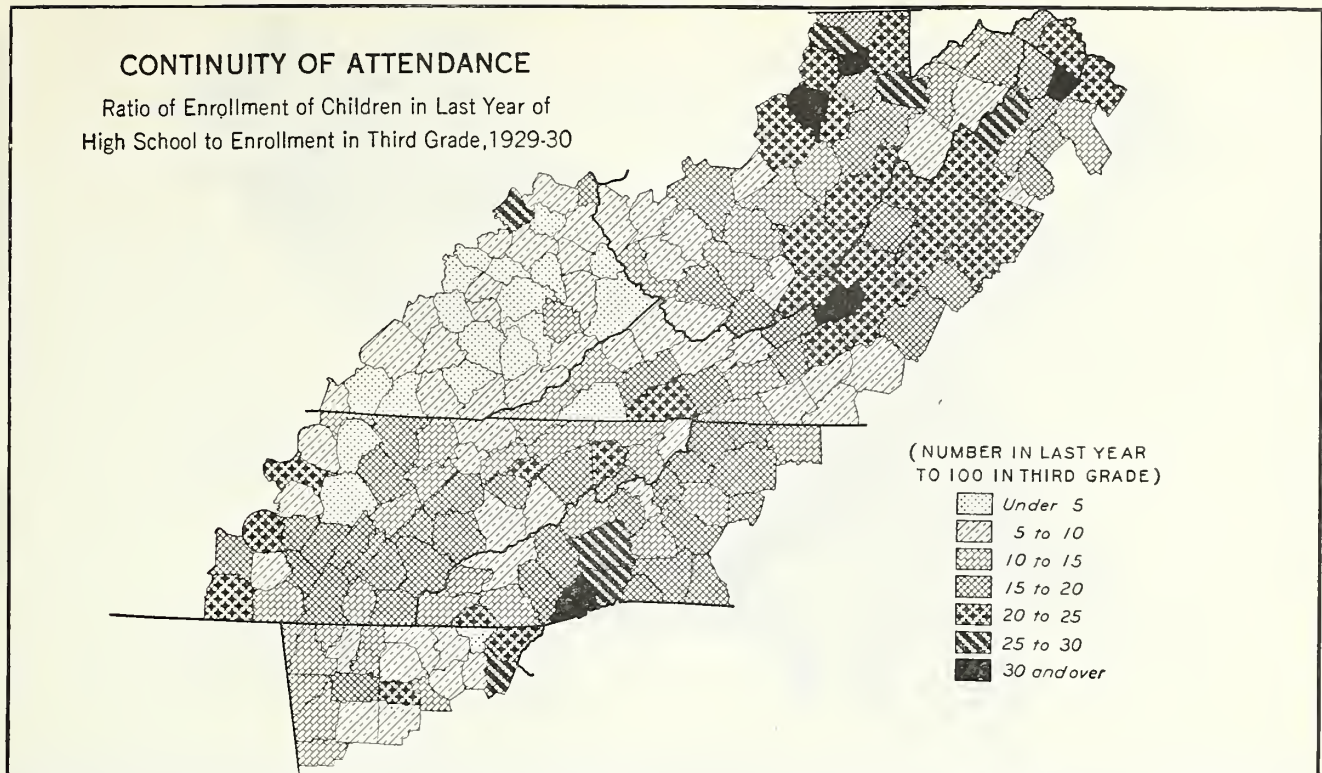 CONTINUITY OF ATTENDANCE
Ratio of Enrollment of Children in Last Year of
High School to Enrollment in Third Grade, 1929-30
(NUMBER IN LAST YEAR
TO 100 IN THIRD GRADE)
Under 5
5 to 10
10 to 15
15 to 20
20 to 25
25 to 30
30 and over